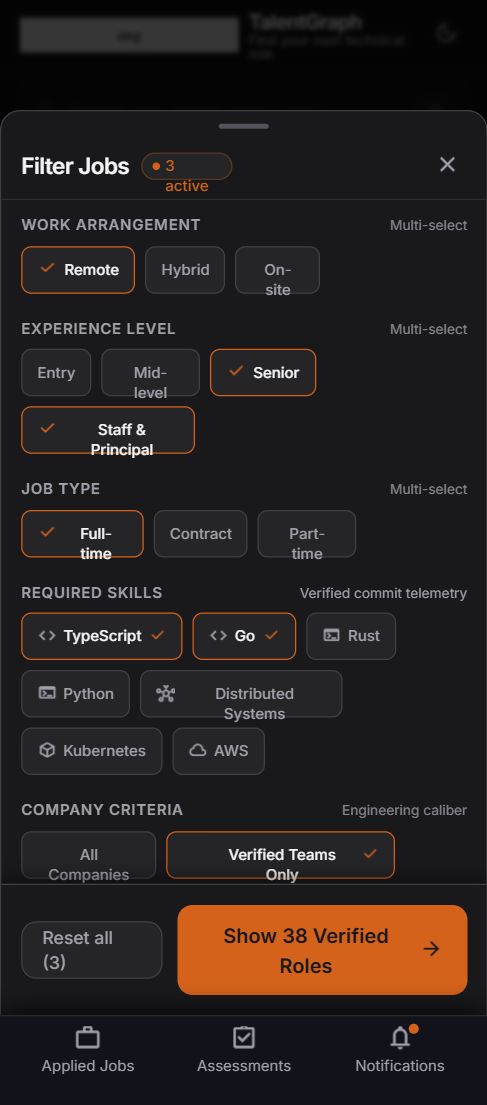 TalentGraph
Find your next technical
role
Filter Jobs
3
active
WORK ARRANGEMENT
Multi-select
Remote
Hybrid
On-
site
EXPERIENCE LEVEL
Multi-select
Entry
Mid-
level
Senior
Staff &
Principal
JOB TYPE
Multi-select
Full-
time
Contract
Part-
time
REQUIRED SKILLS
Verified commit telemetry
TypeScript
Go
Rust
Python
Distributed
Systems
Kubernetes
AWS
COMPANY CRITERIA
Engineering caliber
All
Companies
Verified Teams
Only
Reset all
(3)
Show 38 Verified
Roles
Applied Jobs
Assessments
Notifications